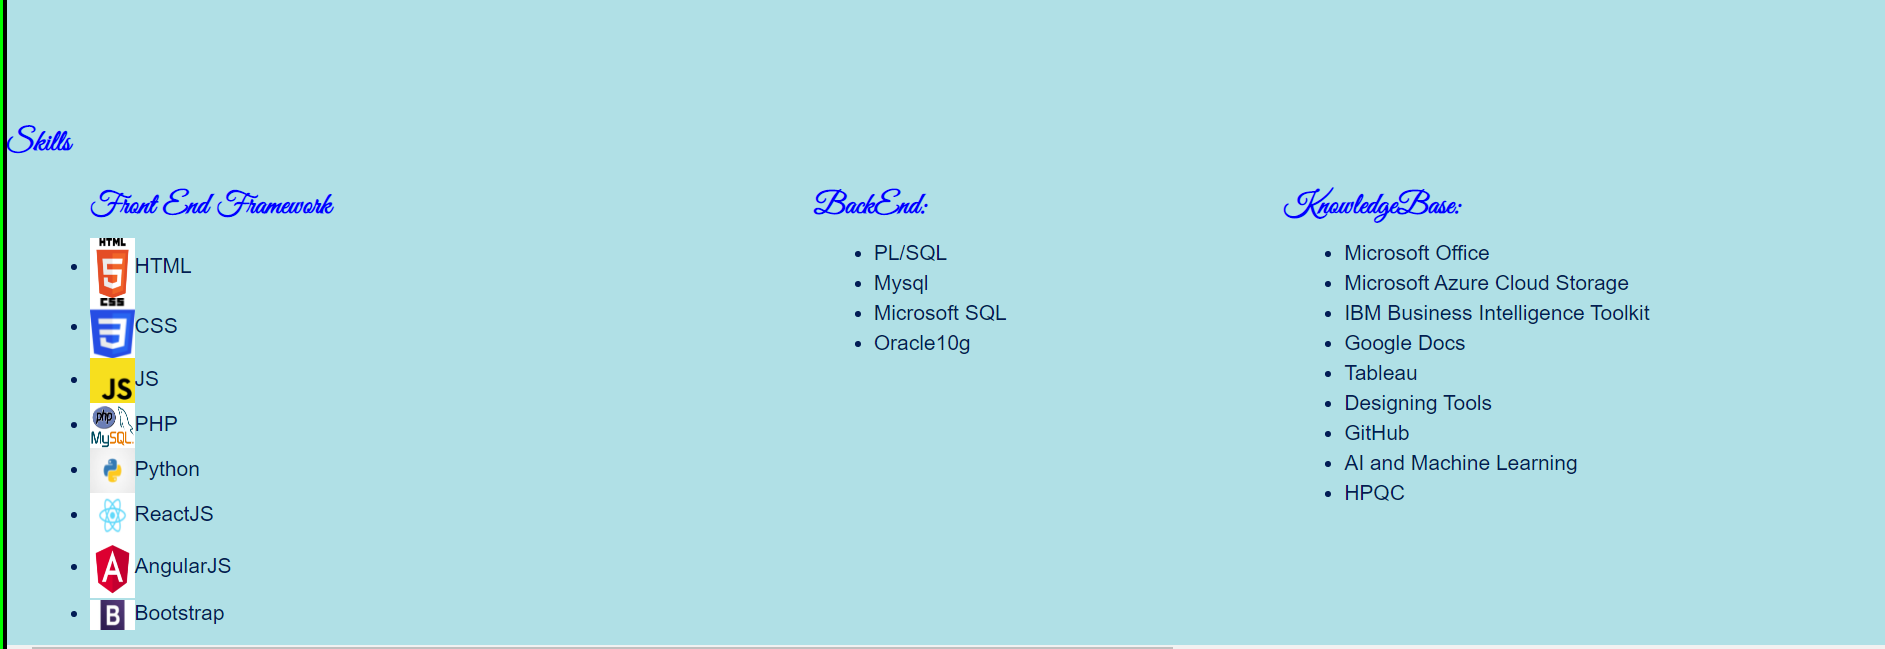 Skills
Front End Framework
HTML
5
HTML
CSS
3
CSS
JS
JS
php
MySQL
PHP
Python
ReactJS
A
AngularJS
B
Bootstrap
BackEnd:
PL/SQL
Mysql
Microsoft SQL
Oracle10g
KnowledgeBase:
Microsoft Office
Microsoft Azure Cloud Storage
IBM Business Intelligence Toolkit
Google Docs
Tableau
Designing Tools
GitHub
AI and Machine Learning
HPQC